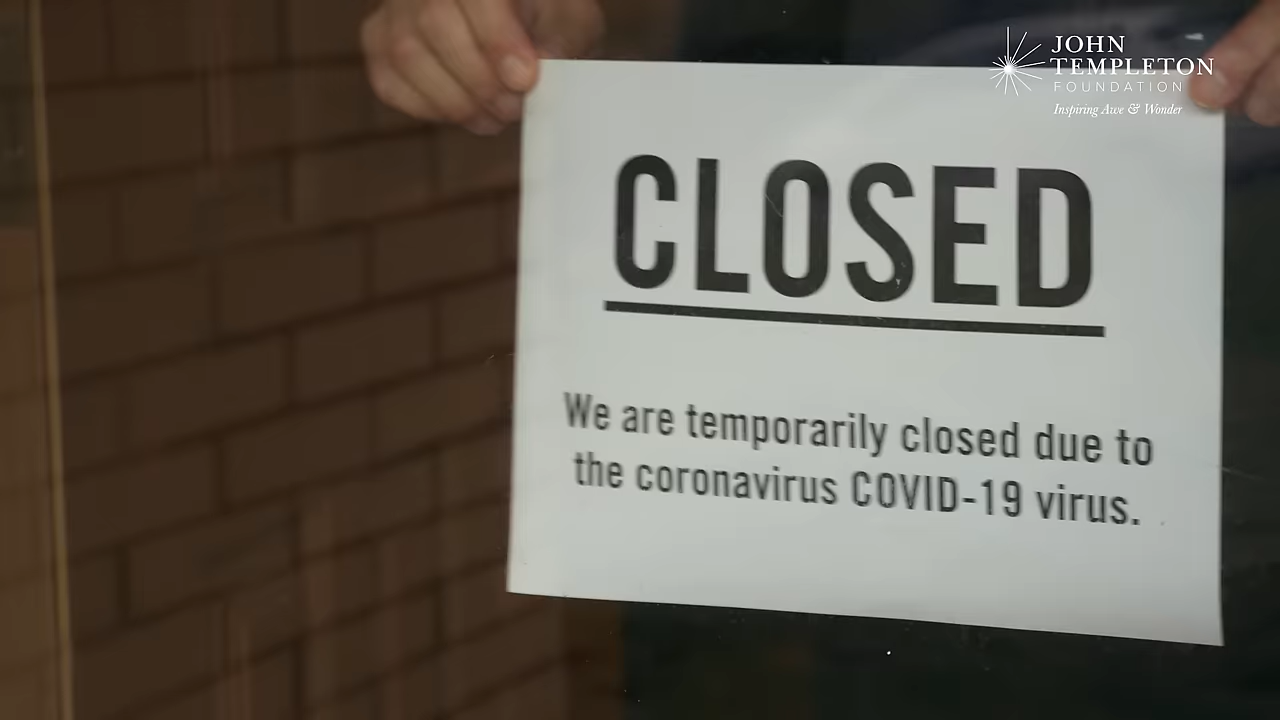 JOHN
TEMPLETON
FOUNDATION
Inspiring Awe & Wonder
CLOSED
We are temporarily closed due to
the coronavirus COVID-19 virus.